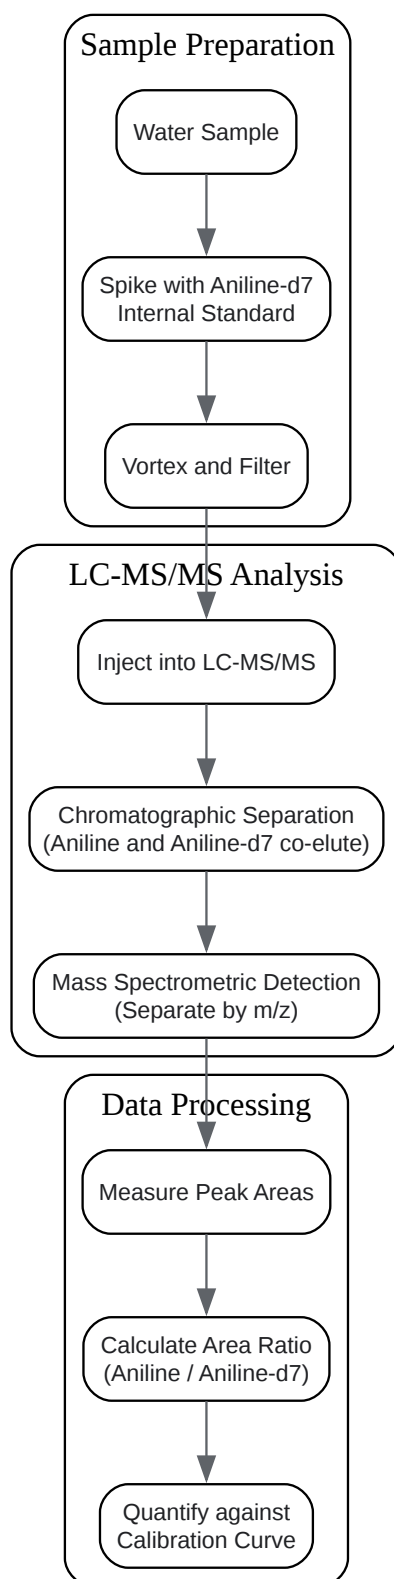 Sample Preparation
Water Sample
Spike with Aniline-d7
Internal Standard
Vortex and Filter
LC-MS/MS Analysis
Inject into LC-MS/MS
Chromatographic Separation
(Aniline and Aniline-d7 co-elute)
Mass Spectrometric Detection
(Separate by m/z)
Data Processing
Measure Peak Areas
Calculate Area Ratio
(Aniline / Aniline-d7)
Quantify against
Calibration Curve